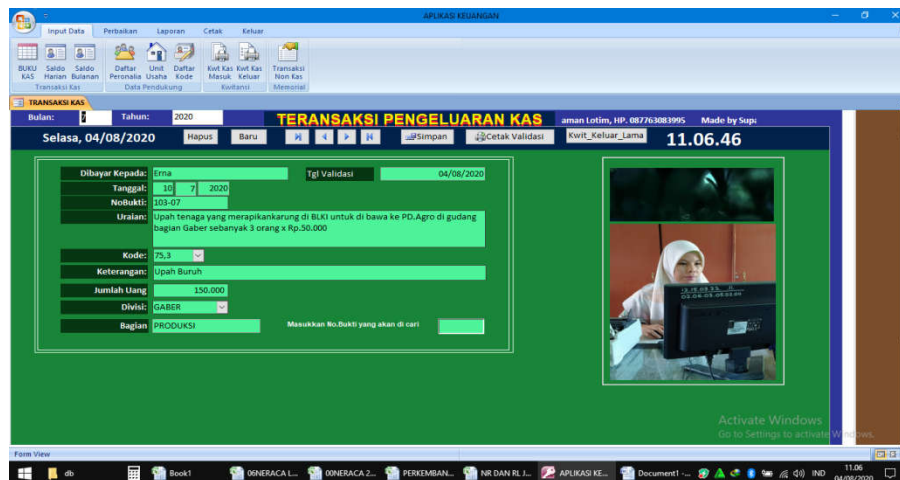 APLIKASI KEUANGAN
Input Data Perbaikan Laporan Cetak Keluar
BUKU KAS Saldo Harian Saldo Bulanan Daftar Peronalia Unit Usaha Daftar Kode Kwt Kas Masuk Kwt Kas Keluar Transaksi Non Kas
Transaksi Kas Data Pendukung Kwitansi Memorial
TRANSAKSI KAS
Bulan: 7 Tahun: 2020 TERANSAKSI PENGELUARAN KAS aman Lotim, HP. 087763083995 Made by Supa
Selasa, 04/08/2020 Hapus Baru Simpan Cetak Validasi Kwit_Keluar_Lama 11.06.46
Dibayar Kepada: Erna Tgl Validasi 04/08/2020
Tanggal: 10 7 2020
NoBukti: 103-07
Uraian: Upah tenaga yang merapikankarung di BLKI untuk di bawa ke PD.Agro di gudang
bagian Gaber sebanyak 3 orang x Rp.50.000
Kode: 75,3
Keterangan: Upah Buruh
Jumlah Uang 150.000
Divisi: GABER
Bagian PRODUKSI Masukkan No.Bukti yang akan di cari
Activate Windows
Go to Settings to activate Windows.
Form View
db Book1 06NERACA L... 00NERACA 2... PERKEMBAN... NR DAN RL J... APLIKASI KE... Document1 -... IND 11.06
04/08/2020